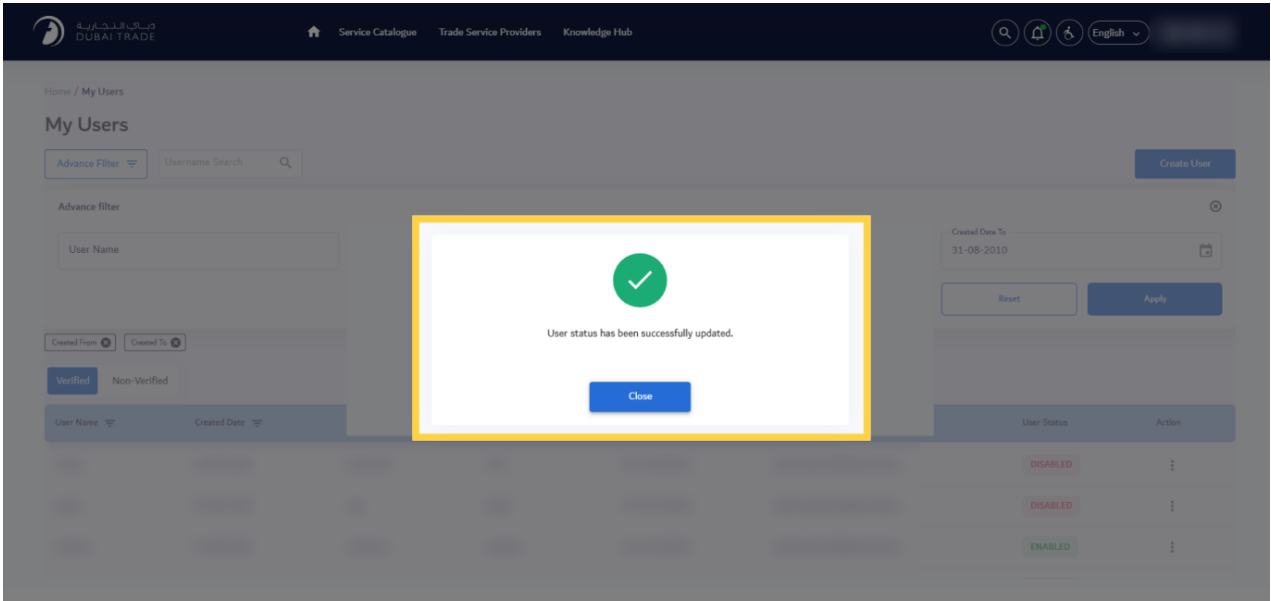 دبـي التـجـاريـة
DUBAI TRADE
Service Catalogue Trade Service Providers Knowledge Hub
English
Home / My Users
My Users
Advance Filter Username Search Create User
Advance filter
User Name
Created Date To
31-08-2010
Reset Apply
User status has been successfully updated.
Close
Created From Created To
Verified Non-Verified
User Name Created Date User Status Action
DISABLED
DISABLED
ENABLED